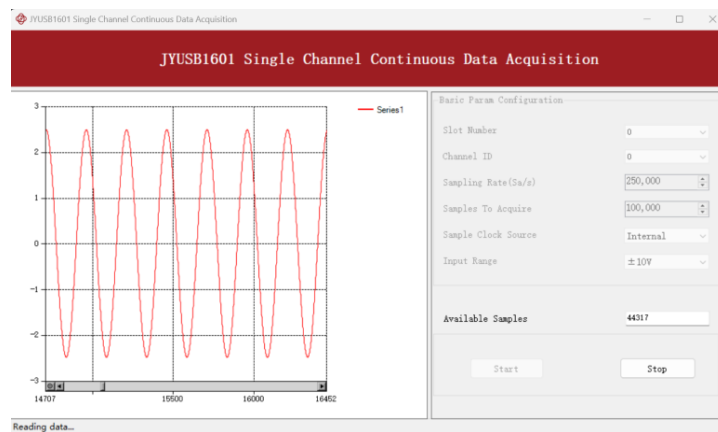 JYUSB1601 Single Channel Continuous Data Acquisition
JYUSB1601 Single Channel Continuous Data Acquisition
3
2
1
0
-1
-2
-3
14707
15500
16000
16452
Series1
Basic Param Configuration
Slot Number
0
Channel ID
0
Sampling Rate(Sa/s)
250,000
Samples To Acquire
100,000
Sample Clock Source
Internal
Input Range
±10V
Available Samples
44317
Start
Stop
Reading data...